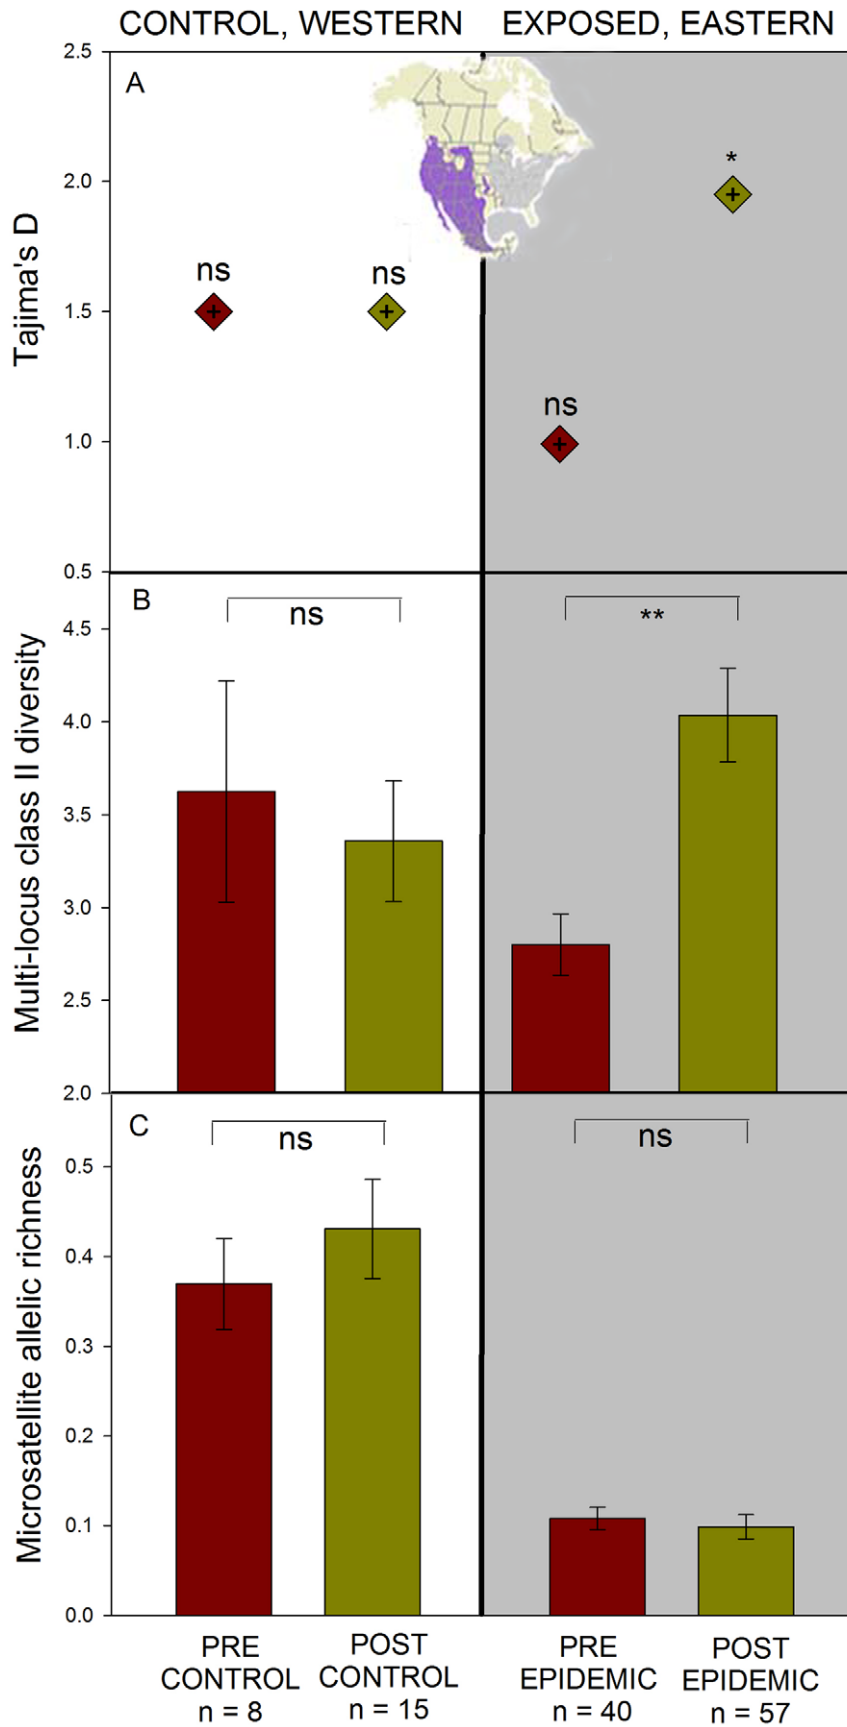 CONTROL, WESTERN
EXPOSED, EASTERN
A
Tajima's D
2.5
2.0
1.5
1.0
0.5
ns
ns
ns
*
B
Multi-locus class II diversity
4.5
4.0
3.5
3.0
2.5
2.0
ns
**
C
Microsatellite allelic richness
0.5
0.4
0.3
0.2
0.1
0.0
ns
ns
PRE
CONTROL
n = 8
POST
CONTROL
n = 15
PRE
EPIDEMIC
n = 40
POST
EPIDEMIC
n = 57